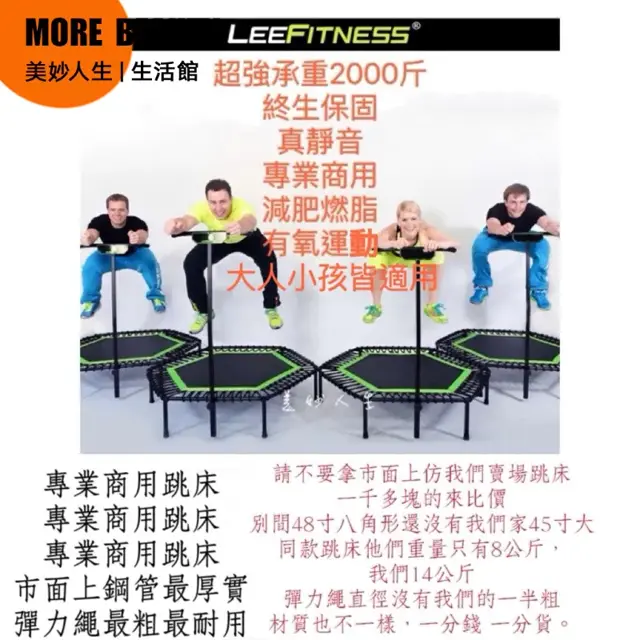 MORE B
LEEFITNESS®
美妙人生 | 生活館
超強承重2000斤
終生保固
真靜音
專業商用
減肥燃脂
有氧運動
大人小孩皆適用
美妙人生
專業商用跳床
專業商用跳床
專業商用跳床
市面上鋼管最厚實
彈力繩最粗最耐用
請不要拿市面上仿我們賣場跳床
一千多塊的來比價
別問48寸八角形還沒有我們家45寸大
同款跳床他們重量只有8公斤，
我們14公斤
彈力繩直徑沒有我們的一半粗
材質也不一樣，一分錢 一分貨。